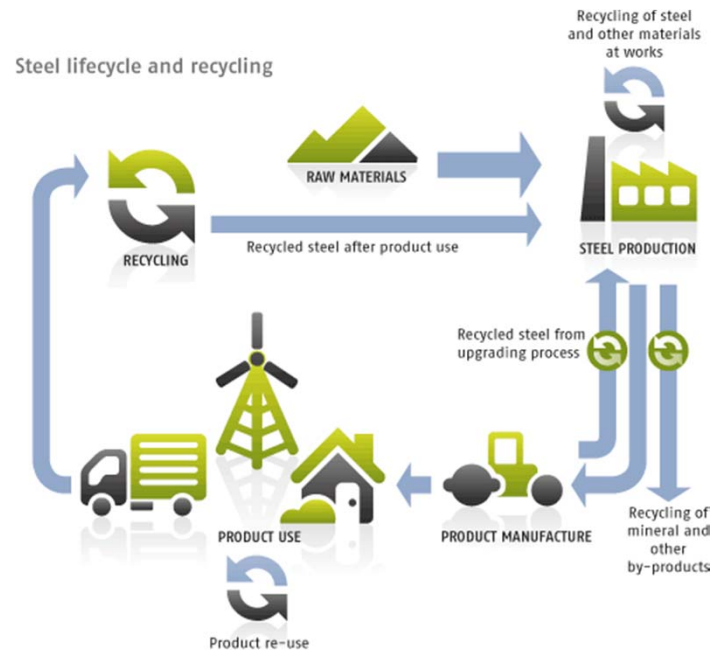 Recycling of steel
and other materials
at works
Steel lifecycle and recycling
RAW MATERIALS
RECYCLING
Recycled steel after product use
STEEL PRODUCTION
Recycled steel from
upgrading process
PRODUCT USE
PRODUCT MANUFACTURE
Recycling of
mineral and
other
by-products
Product re-use